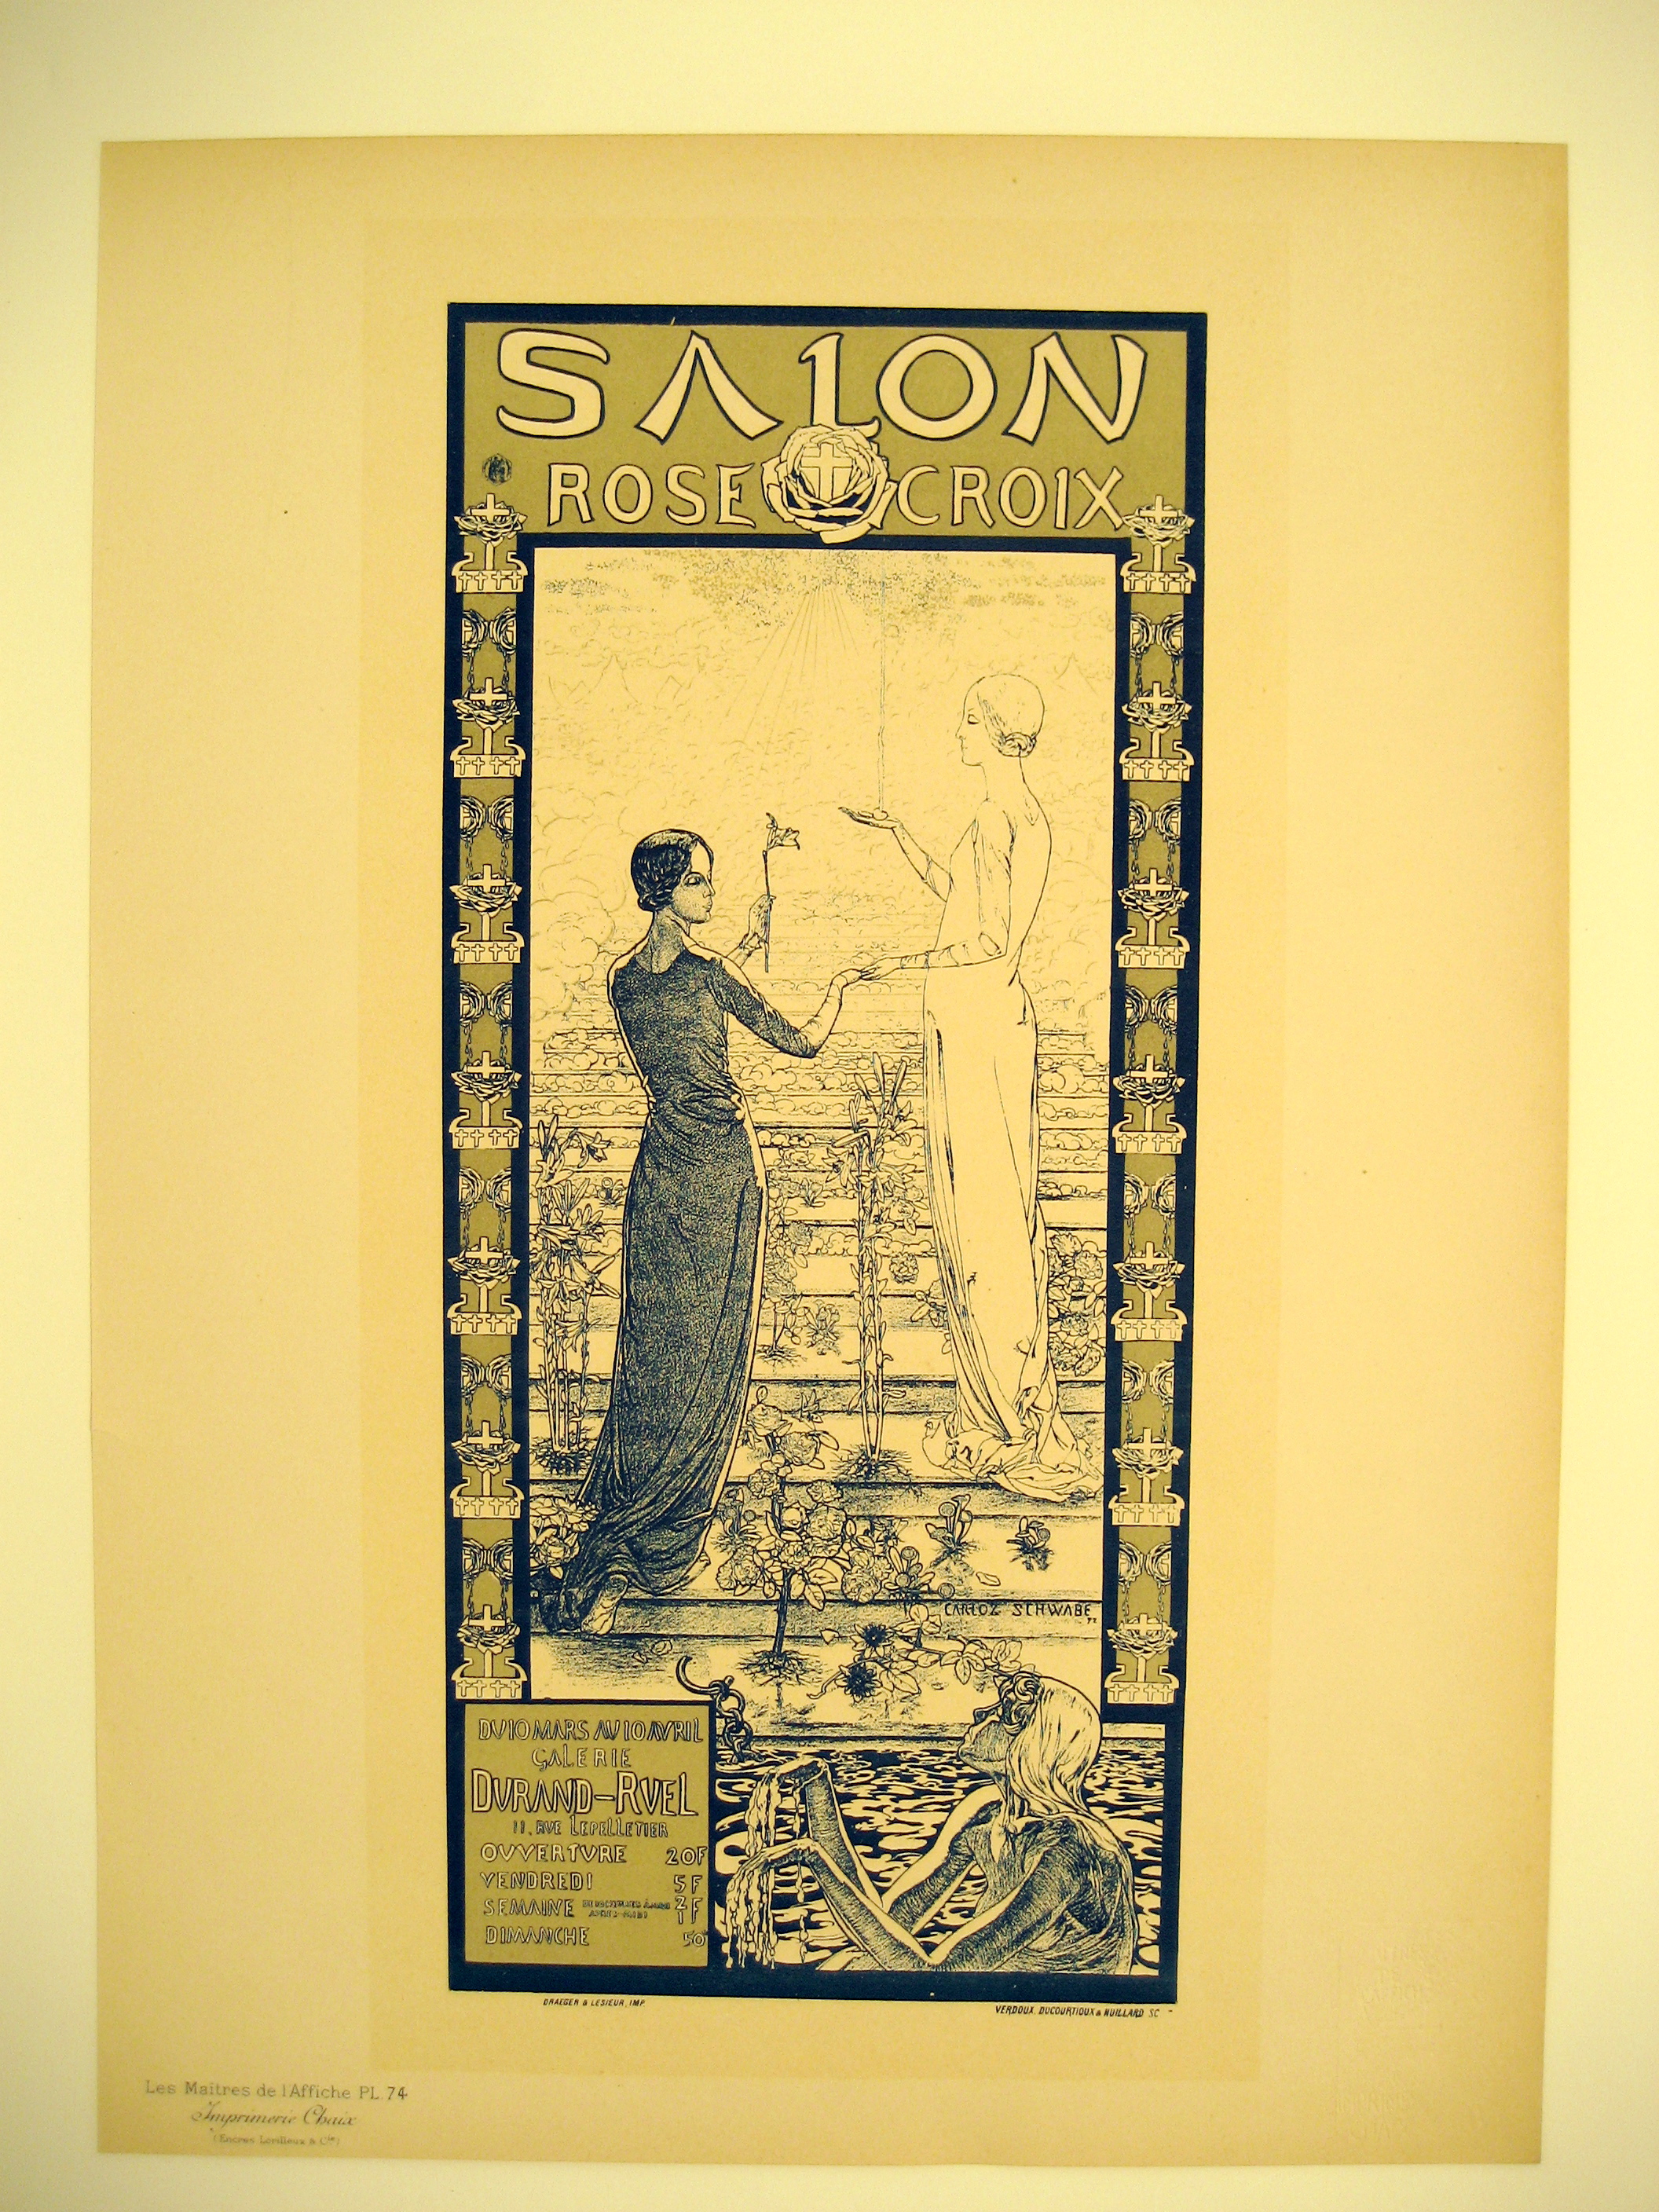 SALON
ROSE CROIX
CARLOZ SCHWABE
92
DU 10 MARS AU 10 AVRIL
GALERIE
DURAND-RUEL
11, RUE LEPELLETIER
OUVERTURE 20F
VENDREDI 5F
SEMAINE 2F
1F
DIMANCHE 50
DRAEGER & LESIEUR, IMP.
VERDOUX. DUCOURTIOUX & HUILLARD SC
Les Maîtres de l'Affiche PL. 74
Imprimerie Chaix
(Encres Lorilleux & Cie)